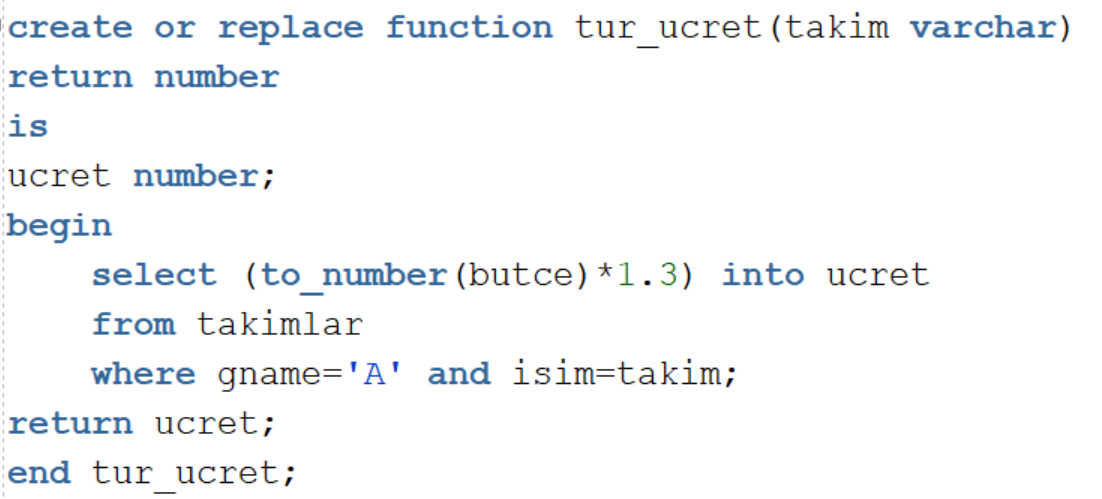 create or replace function tur_ucret(takim varchar)
return number
is
ucret number;
begin
    select (to_number(butce)*1.3) into ucret
    from takimlar
    where gname='A' and isim=takim;
return ucret;
end tur_ucret;